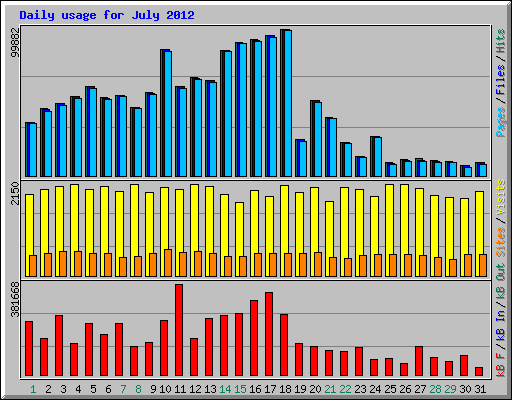 Daily usage for July 2012
99882
Pages / Files / Hits
2150
Sites / Visits
381668
kB F / kB In / kB Out
1 2 3 4 5 6 7 8 9 10 11 12 13 14 15 16 17 18 19 20 21 22 23 24 25 26 27 28 29 30 31